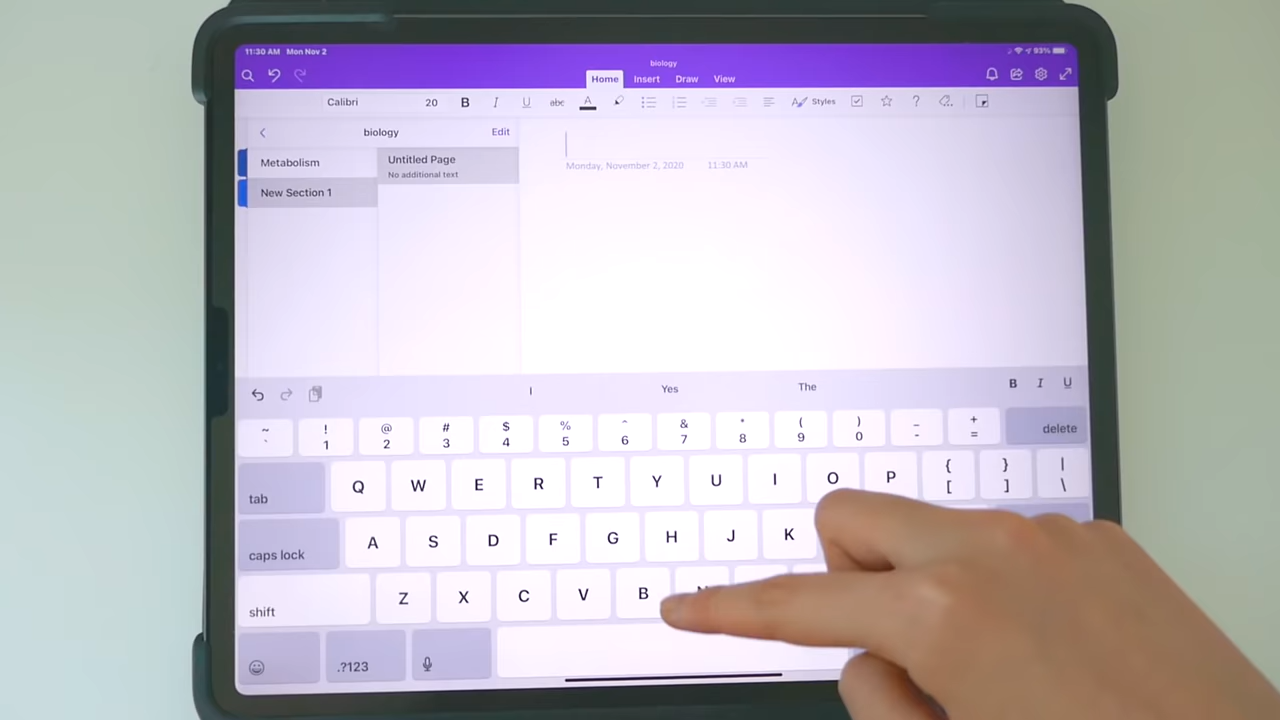 11:30 AM Mon Nov 2
93%
biology
Home Insert Draw View
Calibri 20 B I U abc A Styles ?
biology Edit
Metabolism
New Section 1
Untitled Page
No additional text
Monday, November 2, 2020 11:30 AM
I Yes The B I U
~ ! @ # $ % ^ & * ( ) _ +
` 1 2 3 4 5 6 7 8 9 0 - = delete
tab Q W E R T Y U I O P { [ } ] | \
caps lock A S D F G H J K
shift Z X C V B
.?123